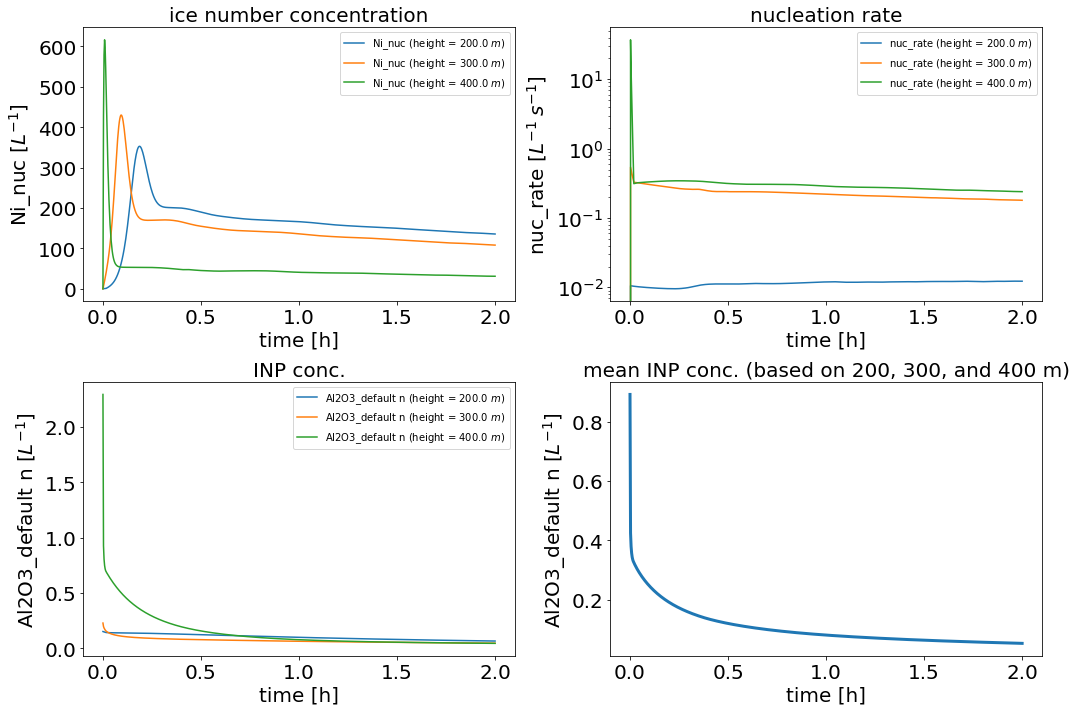 ice number concentration
Ni_nuc [$L^{-1}$]
600
500
400
300
200
100
0
Ni_nuc (height = 200.0 m)
Ni_nuc (height = 300.0 m)
Ni_nuc (height = 400.0 m)
0.0 0.5 1.0 1.5 2.0
time [h]
nucleation rate
nuc_rate [$L^{-1}$ $s^{-1}$]
$10^{1}$
$10^{0}$
$10^{-1}$
$10^{-2}$
nuc_rate (height = 200.0 m)
nuc_rate (height = 300.0 m)
nuc_rate (height = 400.0 m)
0.0 0.5 1.0 1.5 2.0
time [h]
INP conc.
Al2O3_default n [$L^{-1}$]
2.0
1.5
1.0
0.5
0.0
Al2O3_default n (height = 200.0 m)
Al2O3_default n (height = 300.0 m)
Al2O3_default n (height = 400.0 m)
0.0 0.5 1.0 1.5 2.0
time [h]
mean INP conc. (based on 200, 300, and 400 m)
Al2O3_default n [$L^{-1}$]
0.8
0.6
0.4
0.2
0.0 0.5 1.0 1.5 2.0
time [h]